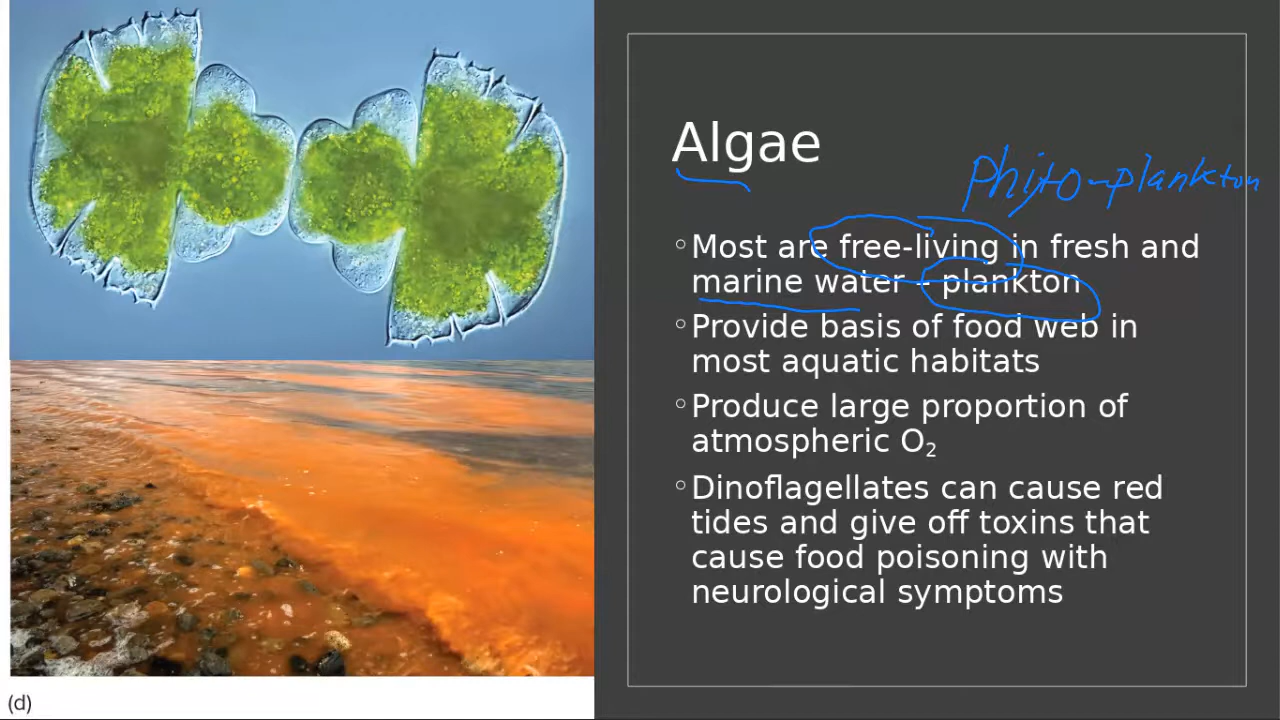 Algae
Phyto-plankton
◦Most are free-living in fresh and
marine water – plankton
◦Provide basis of food web in
most aquatic habitats
◦Produce large proportion of
atmospheric O₂
◦Dinoflagellates can cause red
tides and give off toxins that
cause food poisoning with
neurological symptoms
(d)